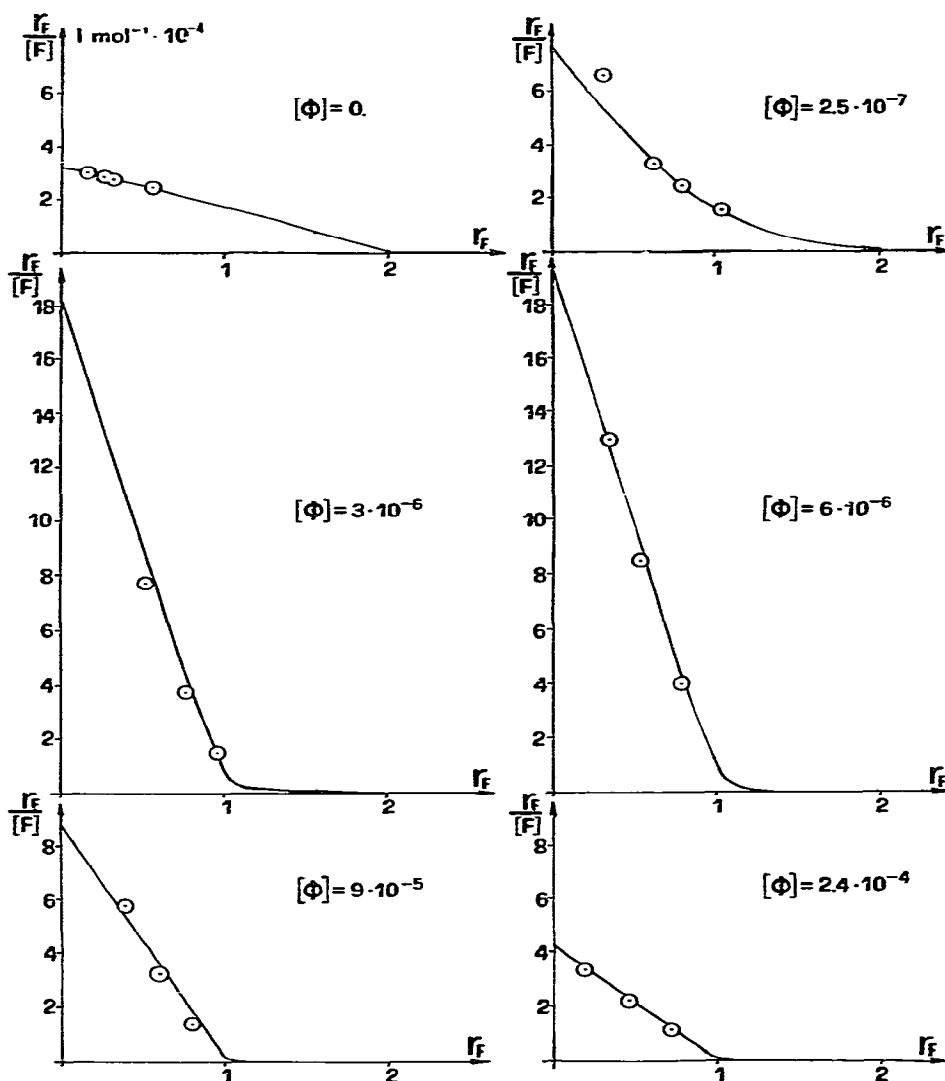 r_F/[F] l mol⁻¹ · 10⁻⁴
6
4
2
[Φ] = 0.
1
2
r_F
r_F/[F]
6
4
2
[Φ] = 2.5 · 10⁻⁷
1
2
r_F
r_F/[F]
18
16
14
12
10
8
6
4
2
[Φ] = 3 · 10⁻⁶
1
2
r_F
r_F/[F]
18
16
14
12
10
8
6
4
2
[Φ] = 6 · 10⁻⁶
1
2
r_F
r_F/[F]
8
6
4
2
[Φ] = 9 · 10⁻⁵
1
2
r_F
r_F/[F]
8
6
4
2
[Φ] = 2.4 · 10⁻⁴
1
2
r_F